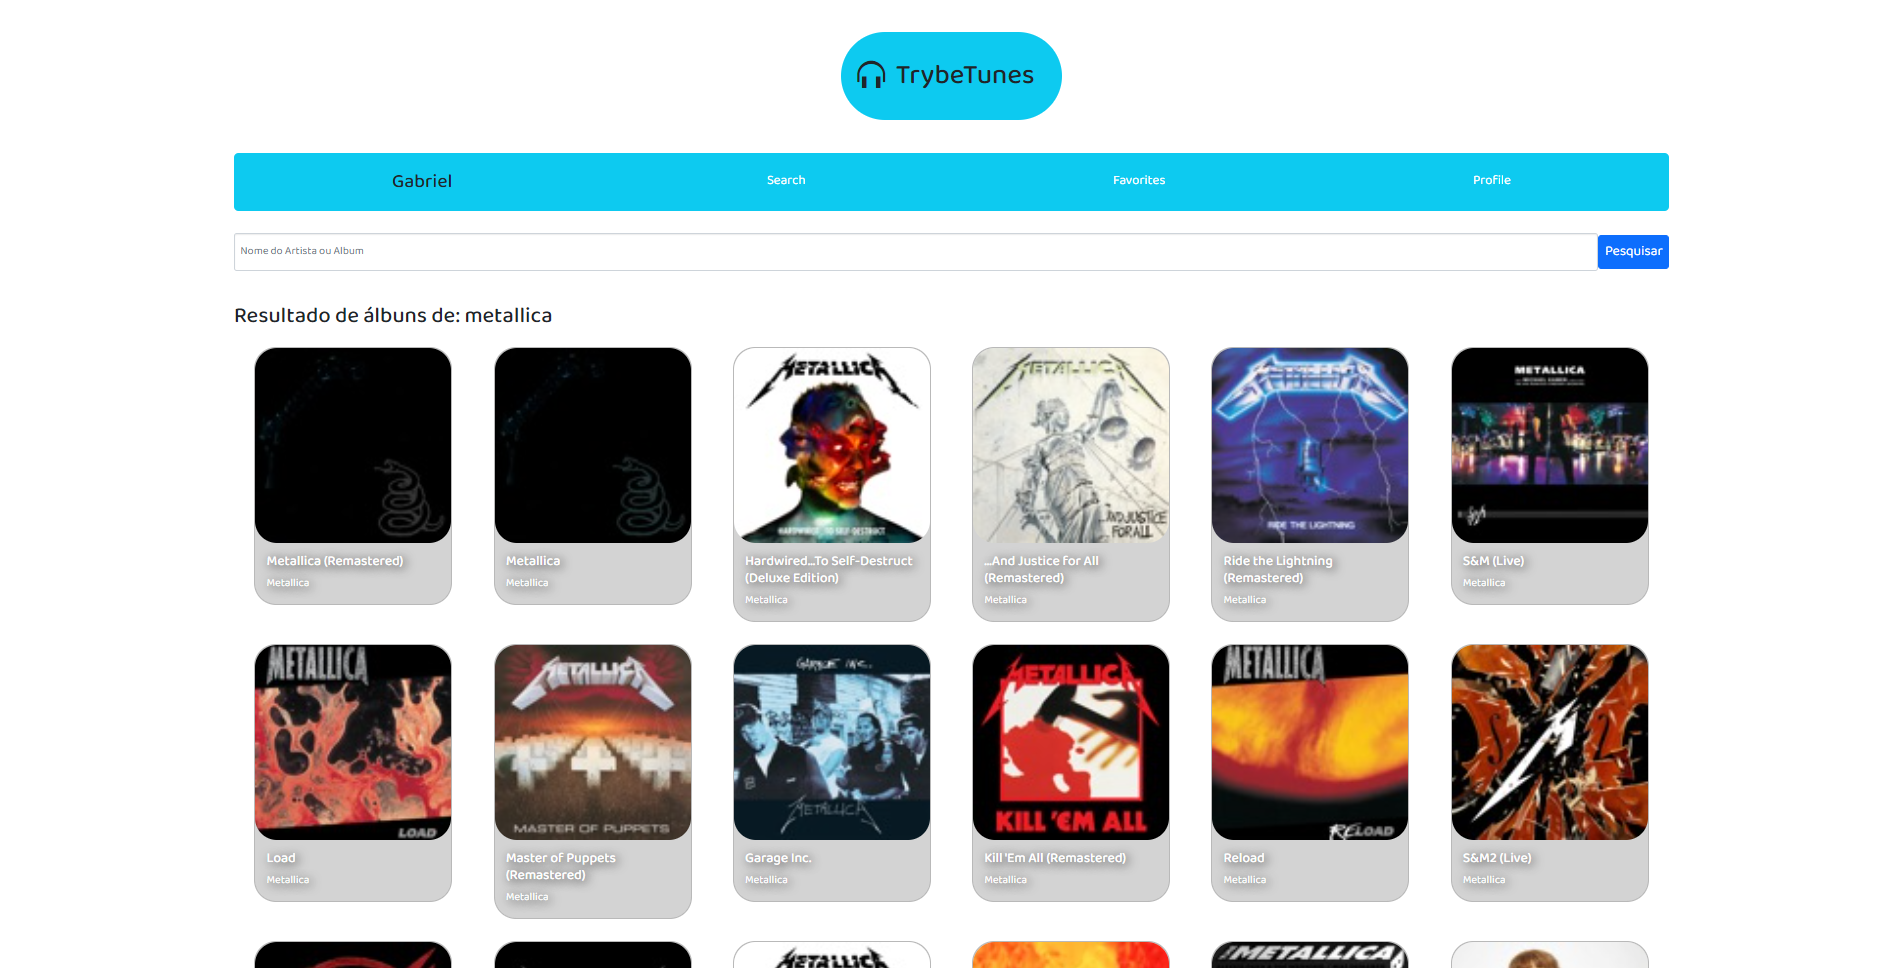 TrybeTunes
Gabriel
Search
Favorites
Profile
Nome do Artista ou Album
Pesquisar
Resultado de álbuns de: metallica
METALLICA
HARDWIRED...TO SELF-DESTRUCT
METALLICA
...AND JUSTICE
FOR ALL
METALLICA
RIDE THE LIGHTNING
METALLICA
MICHAEL KAMEN
S&M
Metallica (Remastered)
Metallica
Metallica
Metallica
Hardwired...To Self-Destruct
(Deluxe Edition)
Metallica
...And Justice for All
(Remastered)
Metallica
Ride the Lightning
(Remastered)
Metallica
S&M (Live)
Metallica
METALLICA
LOAD
METALLICA
MASTER OF PUPPETS
GARAGE INC.
METALLICA
METALLICA
KILL 'EM ALL
METALLICA
RELOAD
Load
Metallica
Master of Puppets
(Remastered)
Metallica
Garage Inc.
Metallica
Kill 'Em All (Remastered)
Metallica
Reload
Metallica
S&M2 (Live)
Metallica
METALLICA
METALLICA